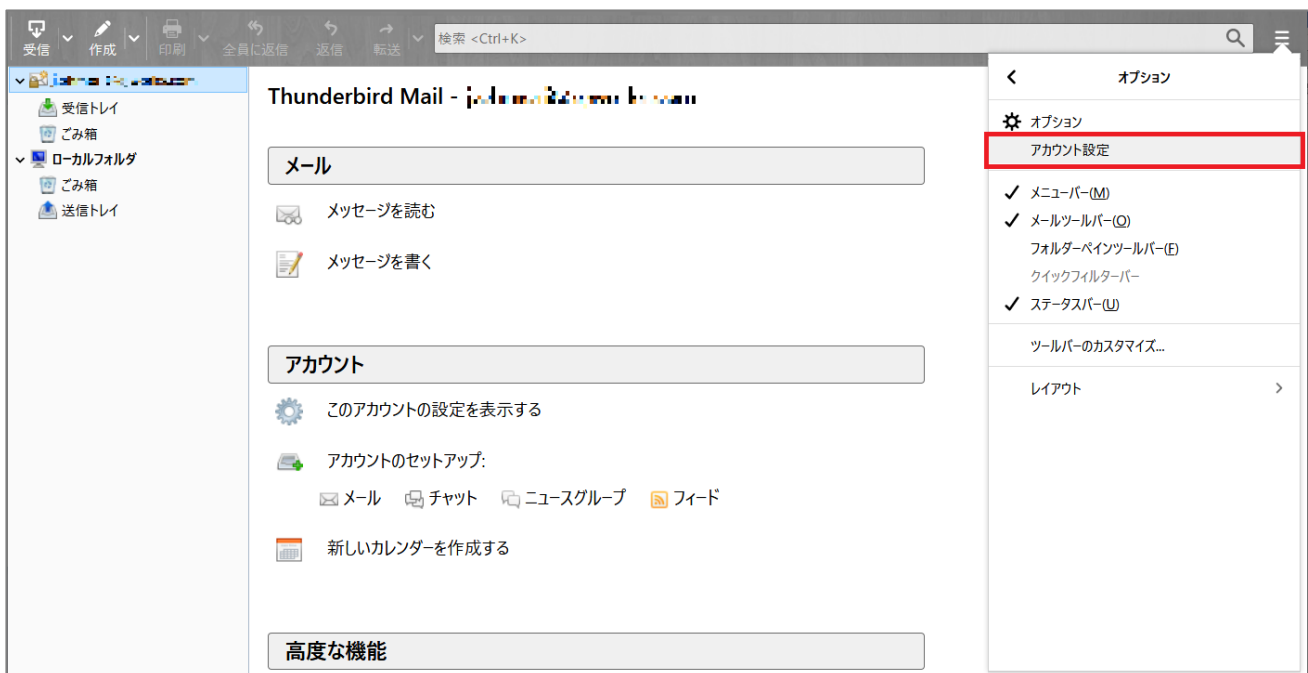 受信
作成
印刷
全員に返信
返信
転送
検索 <Ctrl+K>
受信トレイ
ごみ箱
ローカルフォルダ
ごみ箱
送信トレイ
Thunderbird Mail -
メール
メッセージを読む
メッセージを書く
アカウント
このアカウントの設定を表示する
アカウントのセットアップ:
メール チャット ニュースグループ フィード
新しいカレンダーを作成する
高度な機能
オプション
オプション
アカウント設定
メニューバー(M)
メールツールバー(O)
フォルダーペインツールバー(F)
クイックフィルターバー
ステータスバー(U)
ツールバーのカスタマイズ...
レイアウト